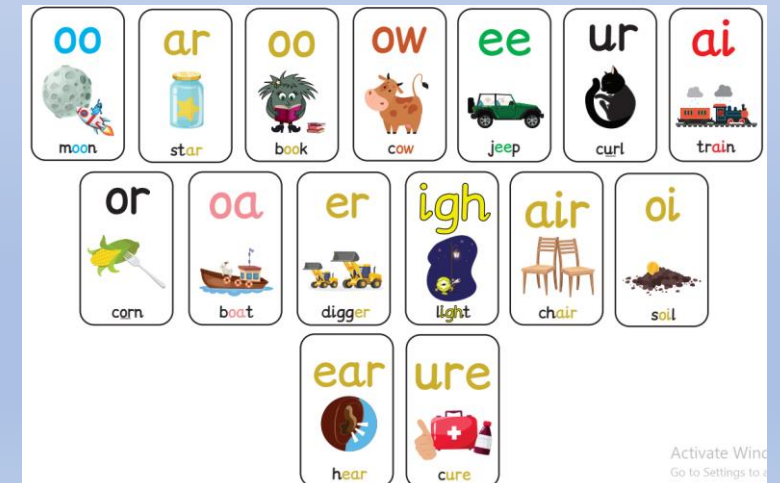 oo ar oo ow ee ur ai
moon star book cow jeep curl train
or oa er igh air oi
corn boat digger light chair soil
ear ure
hear cure
Activate Wind
Go to Settings to a